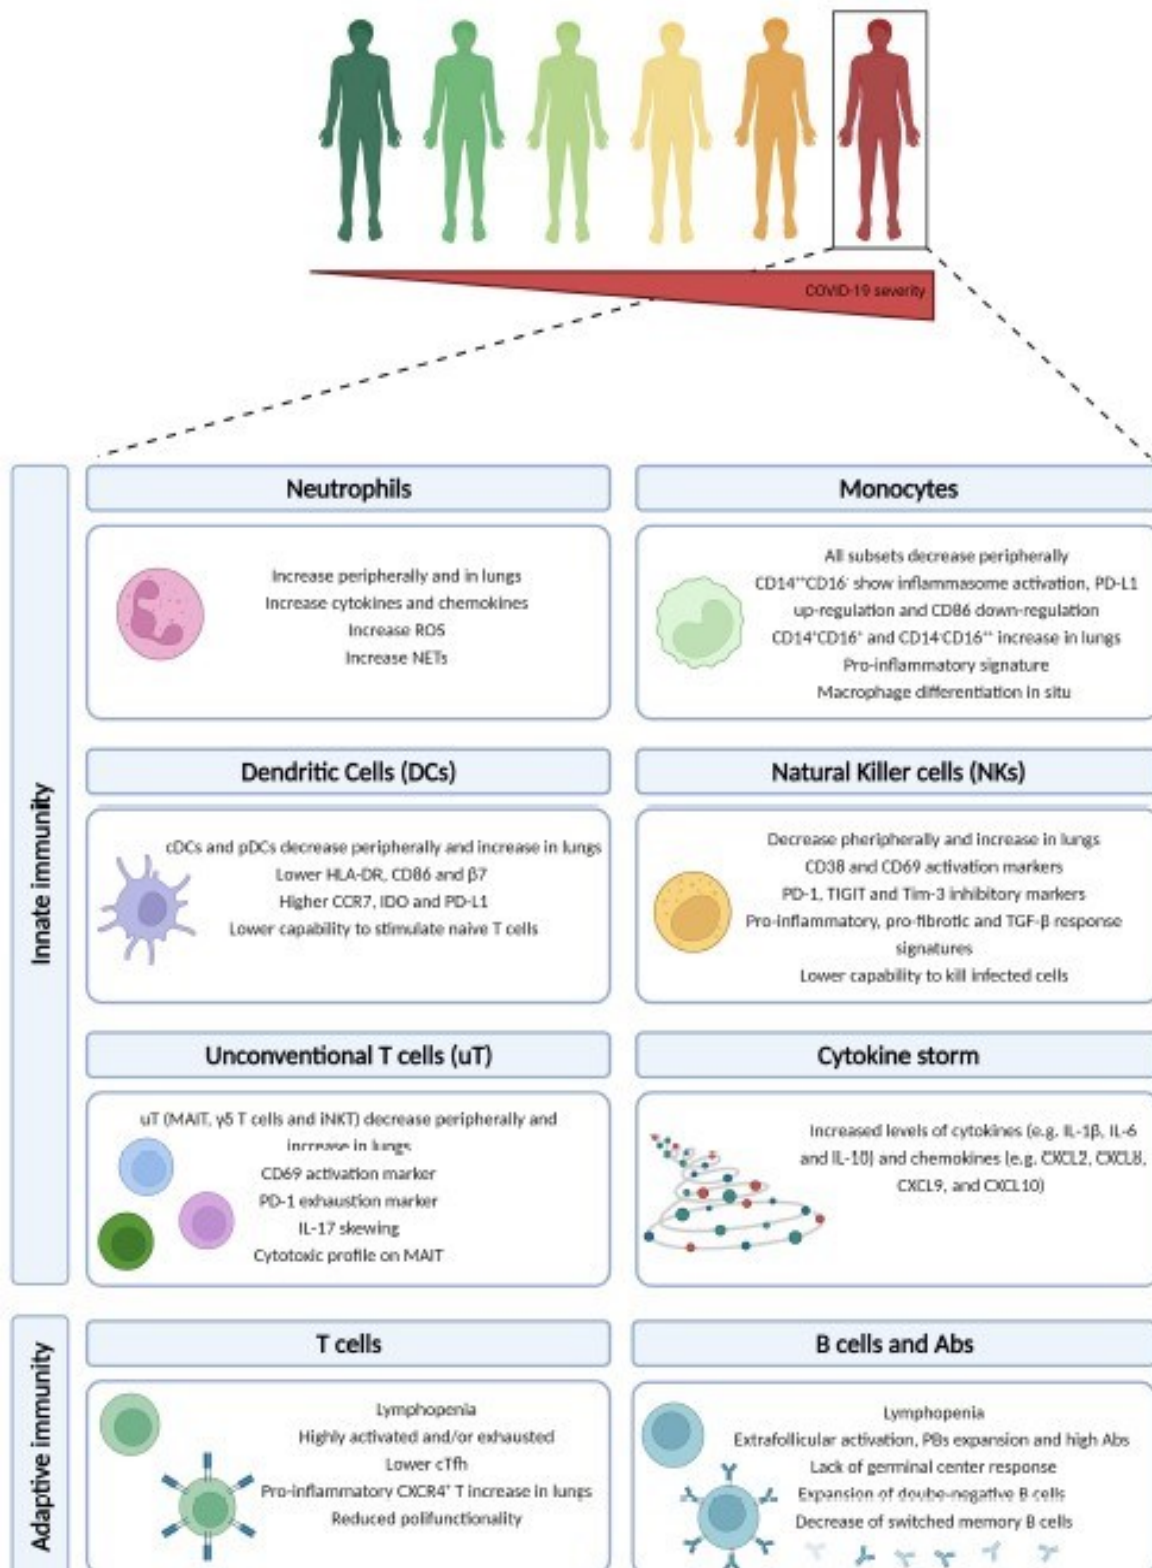 COVID-19 severity
Innate immunity
Neutrophils
Increase peripherally and in lungs
Increase cytokines and chemokines
Increase ROS
Increase NETs
Monocytes
All subsets decrease peripherally
CD14⁺⁺CD16⁻ show inflammasome activation, PD-L1
up-regulation and CD86 down-regulation
CD14⁺CD16⁺ and CD14⁻CD16⁺⁺ increase in lungs
Pro-inflammatory signature
Macrophage differentiation in situ
Dendritic Cells (DCs)
cDCs and pDCs decrease peripherally and increase in lungs
Lower HLA-DR, CD86 and β7
Higher CCR7, IDO and PD-L1
Lower capability to stimulate naive T cells
Natural Killer cells (NKs)
Decrease pheripherally and increase in lungs
CD38 and CD69 activation markers
PD-1, TIGIT and Tim-3 inhibitory markers
Pro-inflammatory, pro-fibrotic and TGF-β response
signatures
Lower capability to kill infected cells
Unconventional T cells (uT)
uT (MAIT, γδ T cells and iNKT) decrease peripherally and
increase in lungs
CD69 activation marker
PD-1 exhaustion marker
IL-17 skewing
Cytotoxic profile on MAIT
Cytokine storm
Increased levels of cytokines (e.g. IL-1β, IL-6
and IL-10) and chemokines (e.g. CXCL2, CXCL8,
CXCL9, and CXCL10)
Adaptive immunity
T cells
Lymphopenia
Highly activated and/or exhausted
Lower cTfh
Pro-inflammatory CXCR4⁺ T increase in lungs
Reduced polifunctionality
B cells and Abs
Lymphopenia
Extrafollicular activation, PBs expansion and high Abs
Lack of germinal center response
Expansion of doube-negative B cells
Decrease of switched memory B cells